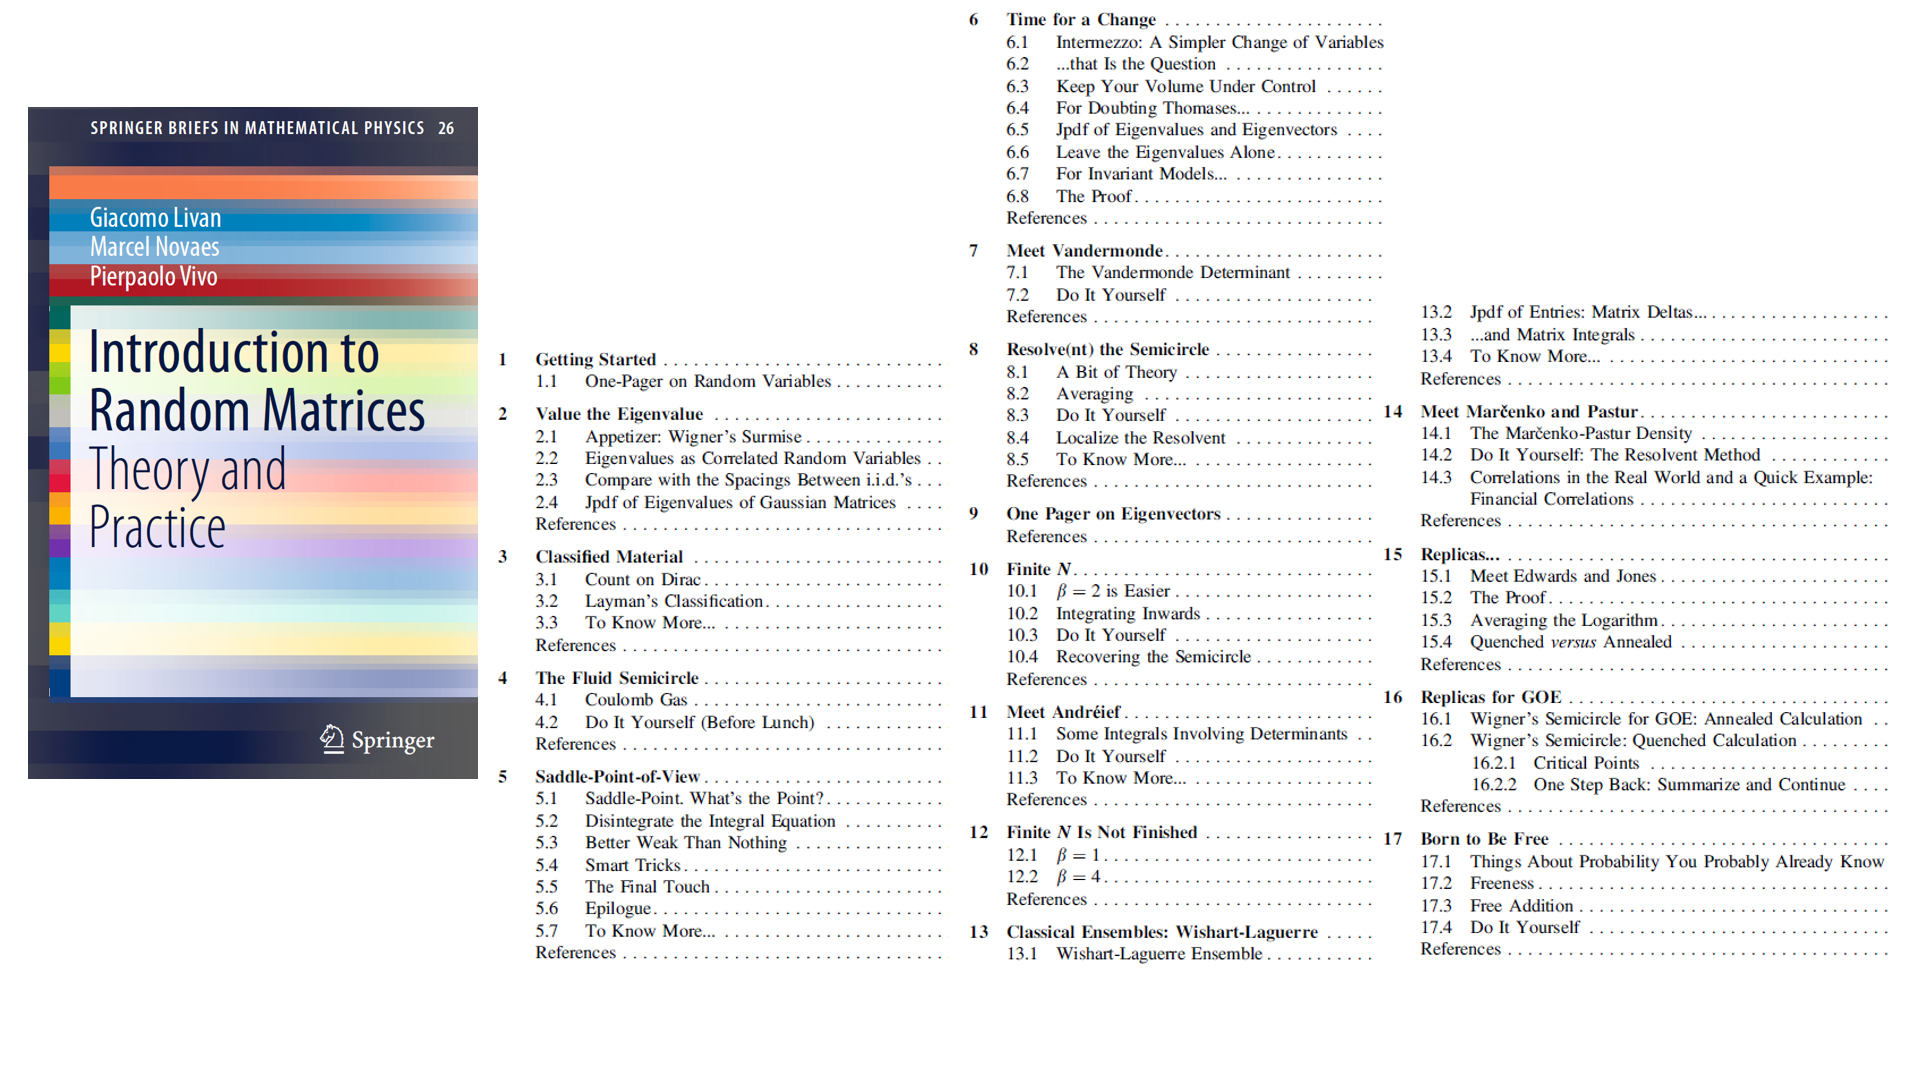 SPRINGER BRIEFS IN MATHEMATICAL PHYSICS 26
Giacomo Livan
Marcel Novaes
Pierpaolo Vivo
Introduction to
Random Matrices
Theory and
Practice
Springer
1 Getting Started . . . . . . . . . . . . . . . . . . . . . . . . . . . .
1.1 One-Pager on Random Variables . . . . . . . . . . .
2 Value the Eigenvalue . . . . . . . . . . . . . . . . . . . . . . .
2.1 Appetizer: Wigner's Surmise . . . . . . . . . . . . . .
2.2 Eigenvalues as Correlated Random Variables . .
2.3 Compare with the Spacings Between i.i.d.'s . . .
2.4 Jpdf of Eigenvalues of Gaussian Matrices . . . .
References . . . . . . . . . . . . . . . . . . . . . . . . . . . . . . . .
3 Classified Material . . . . . . . . . . . . . . . . . . . . . . . . .
3.1 Count on Dirac . . . . . . . . . . . . . . . . . . . . . . . .
3.2 Layman's Classification . . . . . . . . . . . . . . . . . .
3.3 To Know More... . . . . . . . . . . . . . . . . . . . . . .
References . . . . . . . . . . . . . . . . . . . . . . . . . . . . . . . .
4 The Fluid Semicircle . . . . . . . . . . . . . . . . . . . . . . . .
4.1 Coulomb Gas . . . . . . . . . . . . . . . . . . . . . . . . .
4.2 Do It Yourself (Before Lunch) . . . . . . . . . . . .
References . . . . . . . . . . . . . . . . . . . . . . . . . . . . . . . .
5 Saddle-Point-of-View . . . . . . . . . . . . . . . . . . . . . . . .
5.1 Saddle-Point. What's the Point? . . . . . . . . . . . .
5.2 Disintegrate the Integral Equation . . . . . . . . . .
5.3 Better Weak Than Nothing . . . . . . . . . . . . . . .
5.4 Smart Tricks . . . . . . . . . . . . . . . . . . . . . . . . . .
5.5 The Final Touch . . . . . . . . . . . . . . . . . . . . . . .
5.6 Epilogue . . . . . . . . . . . . . . . . . . . . . . . . . . . . .
5.7 To Know More... . . . . . . . . . . . . . . . . . . . . . .
References . . . . . . . . . . . . . . . . . . . . . . . . . . . . . . . .
6 Time for a Change . . . . . . . . . . . . . . . . . . . . . .
6.1 Intermezzo: A Simpler Change of Variables
6.2 ...that Is the Question . . . . . . . . . . . . . . . .
6.3 Keep Your Volume Under Control . . . . . .
6.4 For Doubting Thomases... . . . . . . . . . . . . .
6.5 Jpdf of Eigenvalues and Eigenvectors . . . .
6.6 Leave the Eigenvalues Alone . . . . . . . . . . .
6.7 For Invariant Models... . . . . . . . . . . . . . . .
6.8 The Proof . . . . . . . . . . . . . . . . . . . . . . . . .
References . . . . . . . . . . . . . . . . . . . . . . . . . . . . .
7 Meet Vandermonde . . . . . . . . . . . . . . . . . . . . . .
7.1 The Vandermonde Determinant . . . . . . . . .
7.2 Do It Yourself . . . . . . . . . . . . . . . . . . . .
References . . . . . . . . . . . . . . . . . . . . . . . . . . . .
8 Resolve(nt) the Semicircle . . . . . . . . . . . . . . . .
8.1 A Bit of Theory . . . . . . . . . . . . . . . . . . .
8.2 Averaging . . . . . . . . . . . . . . . . . . . . . . .
8.3 Do It Yourself . . . . . . . . . . . . . . . . . . . .
8.4 Localize the Resolvent . . . . . . . . . . . . . .
8.5 To Know More... . . . . . . . . . . . . . . . . . .
References . . . . . . . . . . . . . . . . . . . . . . . . . . . .
9 One Pager on Eigenvectors . . . . . . . . . . . . . . .
References . . . . . . . . . . . . . . . . . . . . . . . . . . . .
10 Finite N . . . . . . . . . . . . . . . . . . . . . . . . . . . . . .
10.1 β = 2 is Easier . . . . . . . . . . . . . . . . . . . .
10.2 Integrating Inwards . . . . . . . . . . . . . . . . .
10.3 Do It Yourself . . . . . . . . . . . . . . . . . . . .
10.4 Recovering the Semicircle . . . . . . . . . . . .
References . . . . . . . . . . . . . . . . . . . . . . . . . . . .
11 Meet Andréief . . . . . . . . . . . . . . . . . . . . . . . . .
11.1 Some Integrals Involving Determinants . .
11.2 Do It Yourself . . . . . . . . . . . . . . . . . . . .
11.3 To Know More... . . . . . . . . . . . . . . . . . .
References . . . . . . . . . . . . . . . . . . . . . . . . . . . .
12 Finite N Is Not Finished . . . . . . . . . . . . . . . . .
12.1 β = 1 . . . . . . . . . . . . . . . . . . . . . . . . . . .
12.2 β = 4 . . . . . . . . . . . . . . . . . . . . . . . . . . .
References . . . . . . . . . . . . . . . . . . . . . . . . . . . .
13 Classical Ensembles: Wishart-Laguerre . . . . .
13.1 Wishart-Laguerre Ensemble . . . . . . . . . . .
13.2 Jpdf of Entries: Matrix Deltas... . . . . . . . . . . . . . . . . . .
13.3 ...and Matrix Integrals . . . . . . . . . . . . . . . . . . . . . . . . .
13.4 To Know More... . . . . . . . . . . . . . . . . . . . . . . . . . . . .
References . . . . . . . . . . . . . . . . . . . . . . . . . . . . . . . . . . . . . .
14 Meet Marčenko and Pastur . . . . . . . . . . . . . . . . . . . . . . . . .
14.1 The Marčenko-Pastur Density . . . . . . . . . . . . . . . . . . .
14.2 Do It Yourself: The Resolvent Method . . . . . . . . . . . .
14.3 Correlations in the Real World and a Quick Example:
Financial Correlations . . . . . . . . . . . . . . . . . . . . . . . . .
References . . . . . . . . . . . . . . . . . . . . . . . . . . . . . . . . . . . . . .
15 Replicas... . . . . . . . . . . . . . . . . . . . . . . . . . . . . . . . . . . . . . .
15.1 Meet Edwards and Jones . . . . . . . . . . . . . . . . . . . . . . .
15.2 The Proof . . . . . . . . . . . . . . . . . . . . . . . . . . . . . . . . . .
15.3 Averaging the Logarithm . . . . . . . . . . . . . . . . . . . . . . .
15.4 Quenched versus Annealed . . . . . . . . . . . . . . . . . . . . .
References . . . . . . . . . . . . . . . . . . . . . . . . . . . . . . . . . . . . . .
16 Replicas for GOE . . . . . . . . . . . . . . . . . . . . . . . . . . . . . . . .
16.1 Wigner's Semicircle for GOE: Annealed Calculation . .
16.2 Wigner's Semicircle: Quenched Calculation . . . . . . . . .
16.2.1 Critical Points . . . . . . . . . . . . . . . . . . . . . . . .
16.2.2 One Step Back: Summarize and Continue . . . .
References . . . . . . . . . . . . . . . . . . . . . . . . . . . . . . . . . . . . . .
17 Born to Be Free . . . . . . . . . . . . . . . . . . . . . . . . . . . . . . . . .
17.1 Things About Probability You Probably Already Know
17.2 Freeness . . . . . . . . . . . . . . . . . . . . . . . . . . . . . . . . . . .
17.3 Free Addition . . . . . . . . . . . . . . . . . . . . . . . . . . . . . . .
17.4 Do It Yourself . . . . . . . . . . . . . . . . . . . . . . . . . . . . . .
References . . . . . . . . . . . . . . . . . . . . . . . . . . . . . . . . . . . . . .